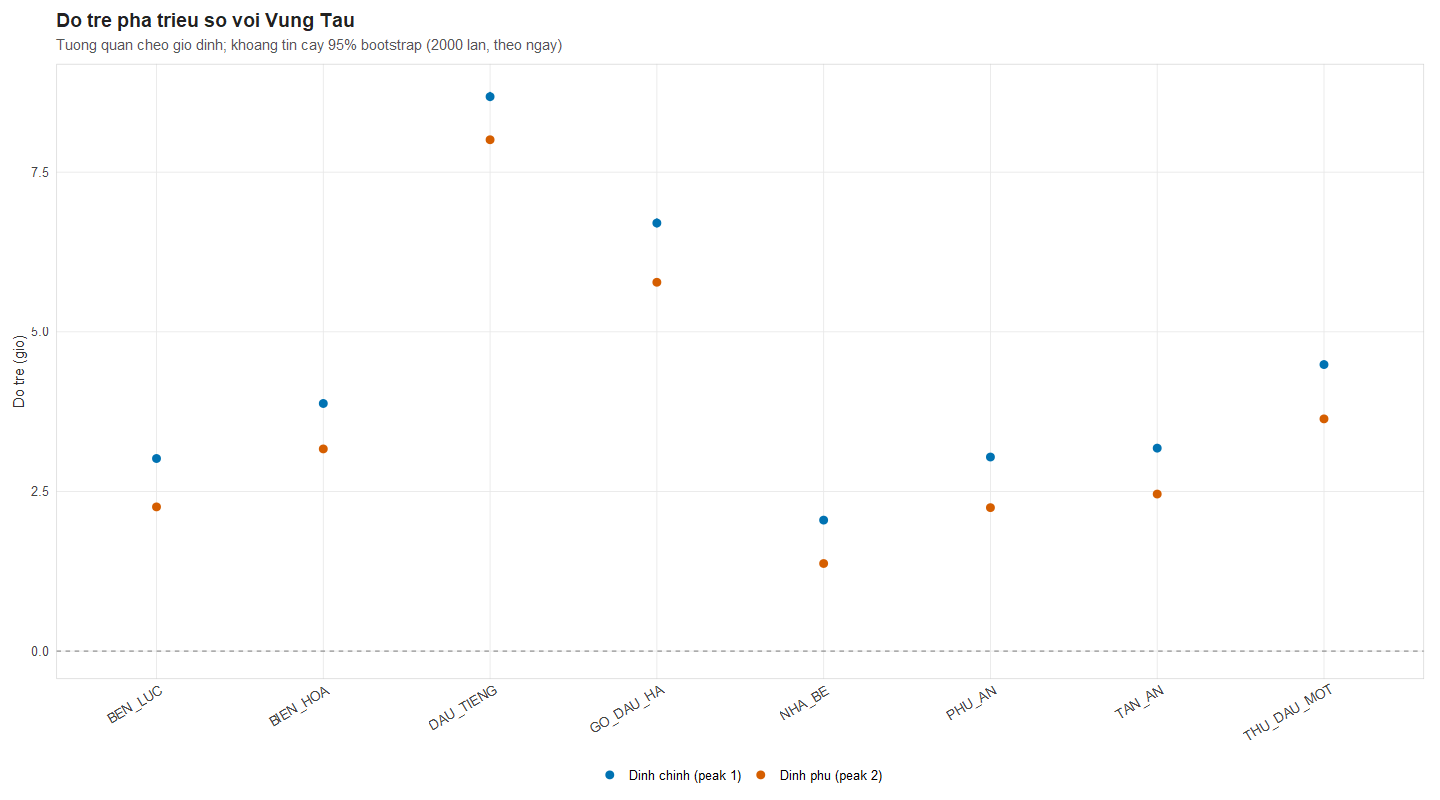 Do tre pha trieu so voi Vung Tau
Tuong quan cheo gio dinh; khoang tin cay 95% bootstrap (2000 lan, theo ngay)
7.5
5.0
2.5
0.0
Do tre (gio)
BEN_LUC
BIEN_HOA
DAU_TIENG
GO_DAU_HA
NHA_BE
PHU_AN
TAN_AN
THU_DAU_MOT
Dinh chinh (peak 1)
Dinh phu (peak 2)